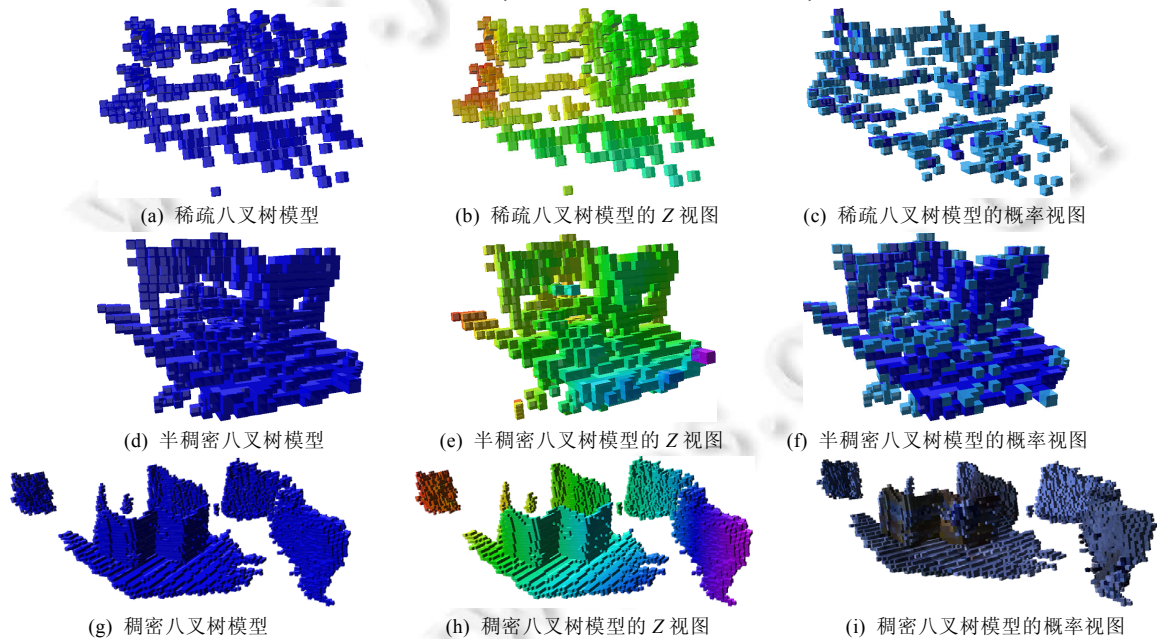 (a) 稀疏八叉树模型
(b) 稀疏八叉树模型的 Z 视图
(c) 稀疏八叉树模型的概率视图
(d) 半稠密八叉树模型
(e) 半稠密八叉树模型的 Z 视图
(f) 半稠密八叉树模型的概率视图
(g) 稠密八叉树模型
(h) 稠密八叉树模型的 Z 视图
(i) 稠密八叉树模型的概率视图